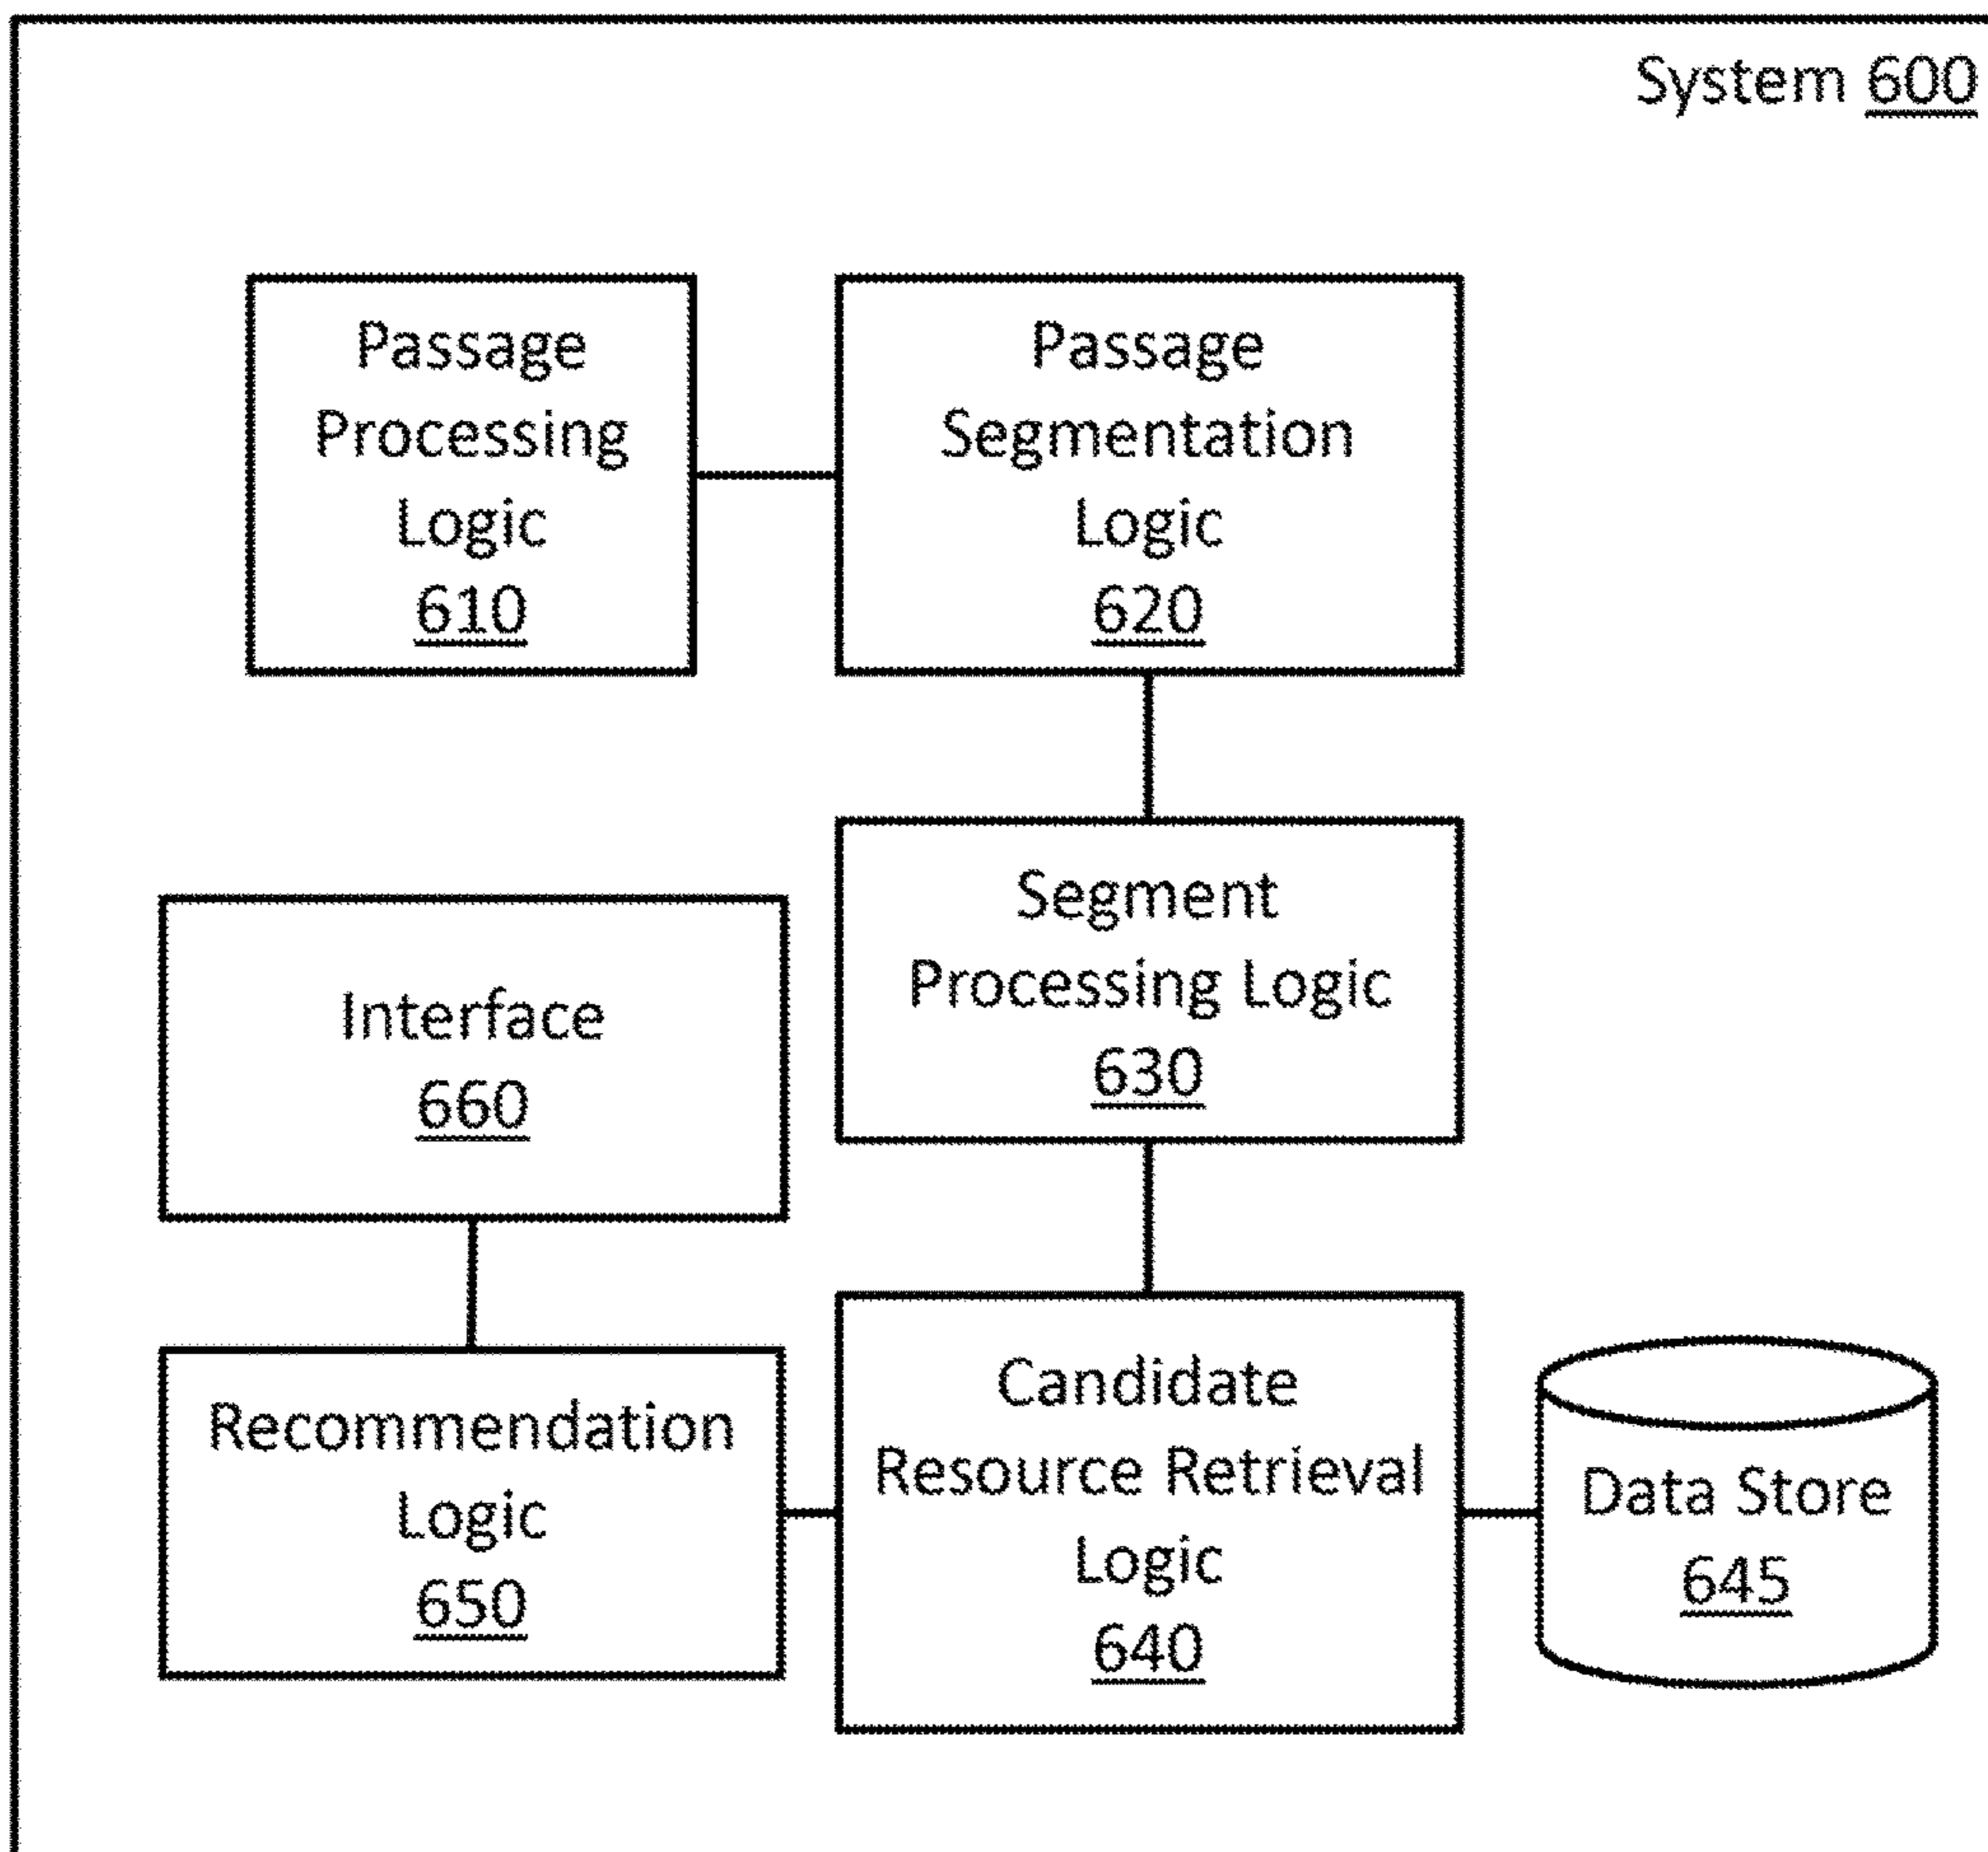 System 600
Passage
Processing
Logic
610
Passage
Segmentation
Logic
620
Segment
Processing Logic
630
Interface
660
Recommendation
Logic
650
Candidate
Resource Retrieval
Logic
640
Data Store
645